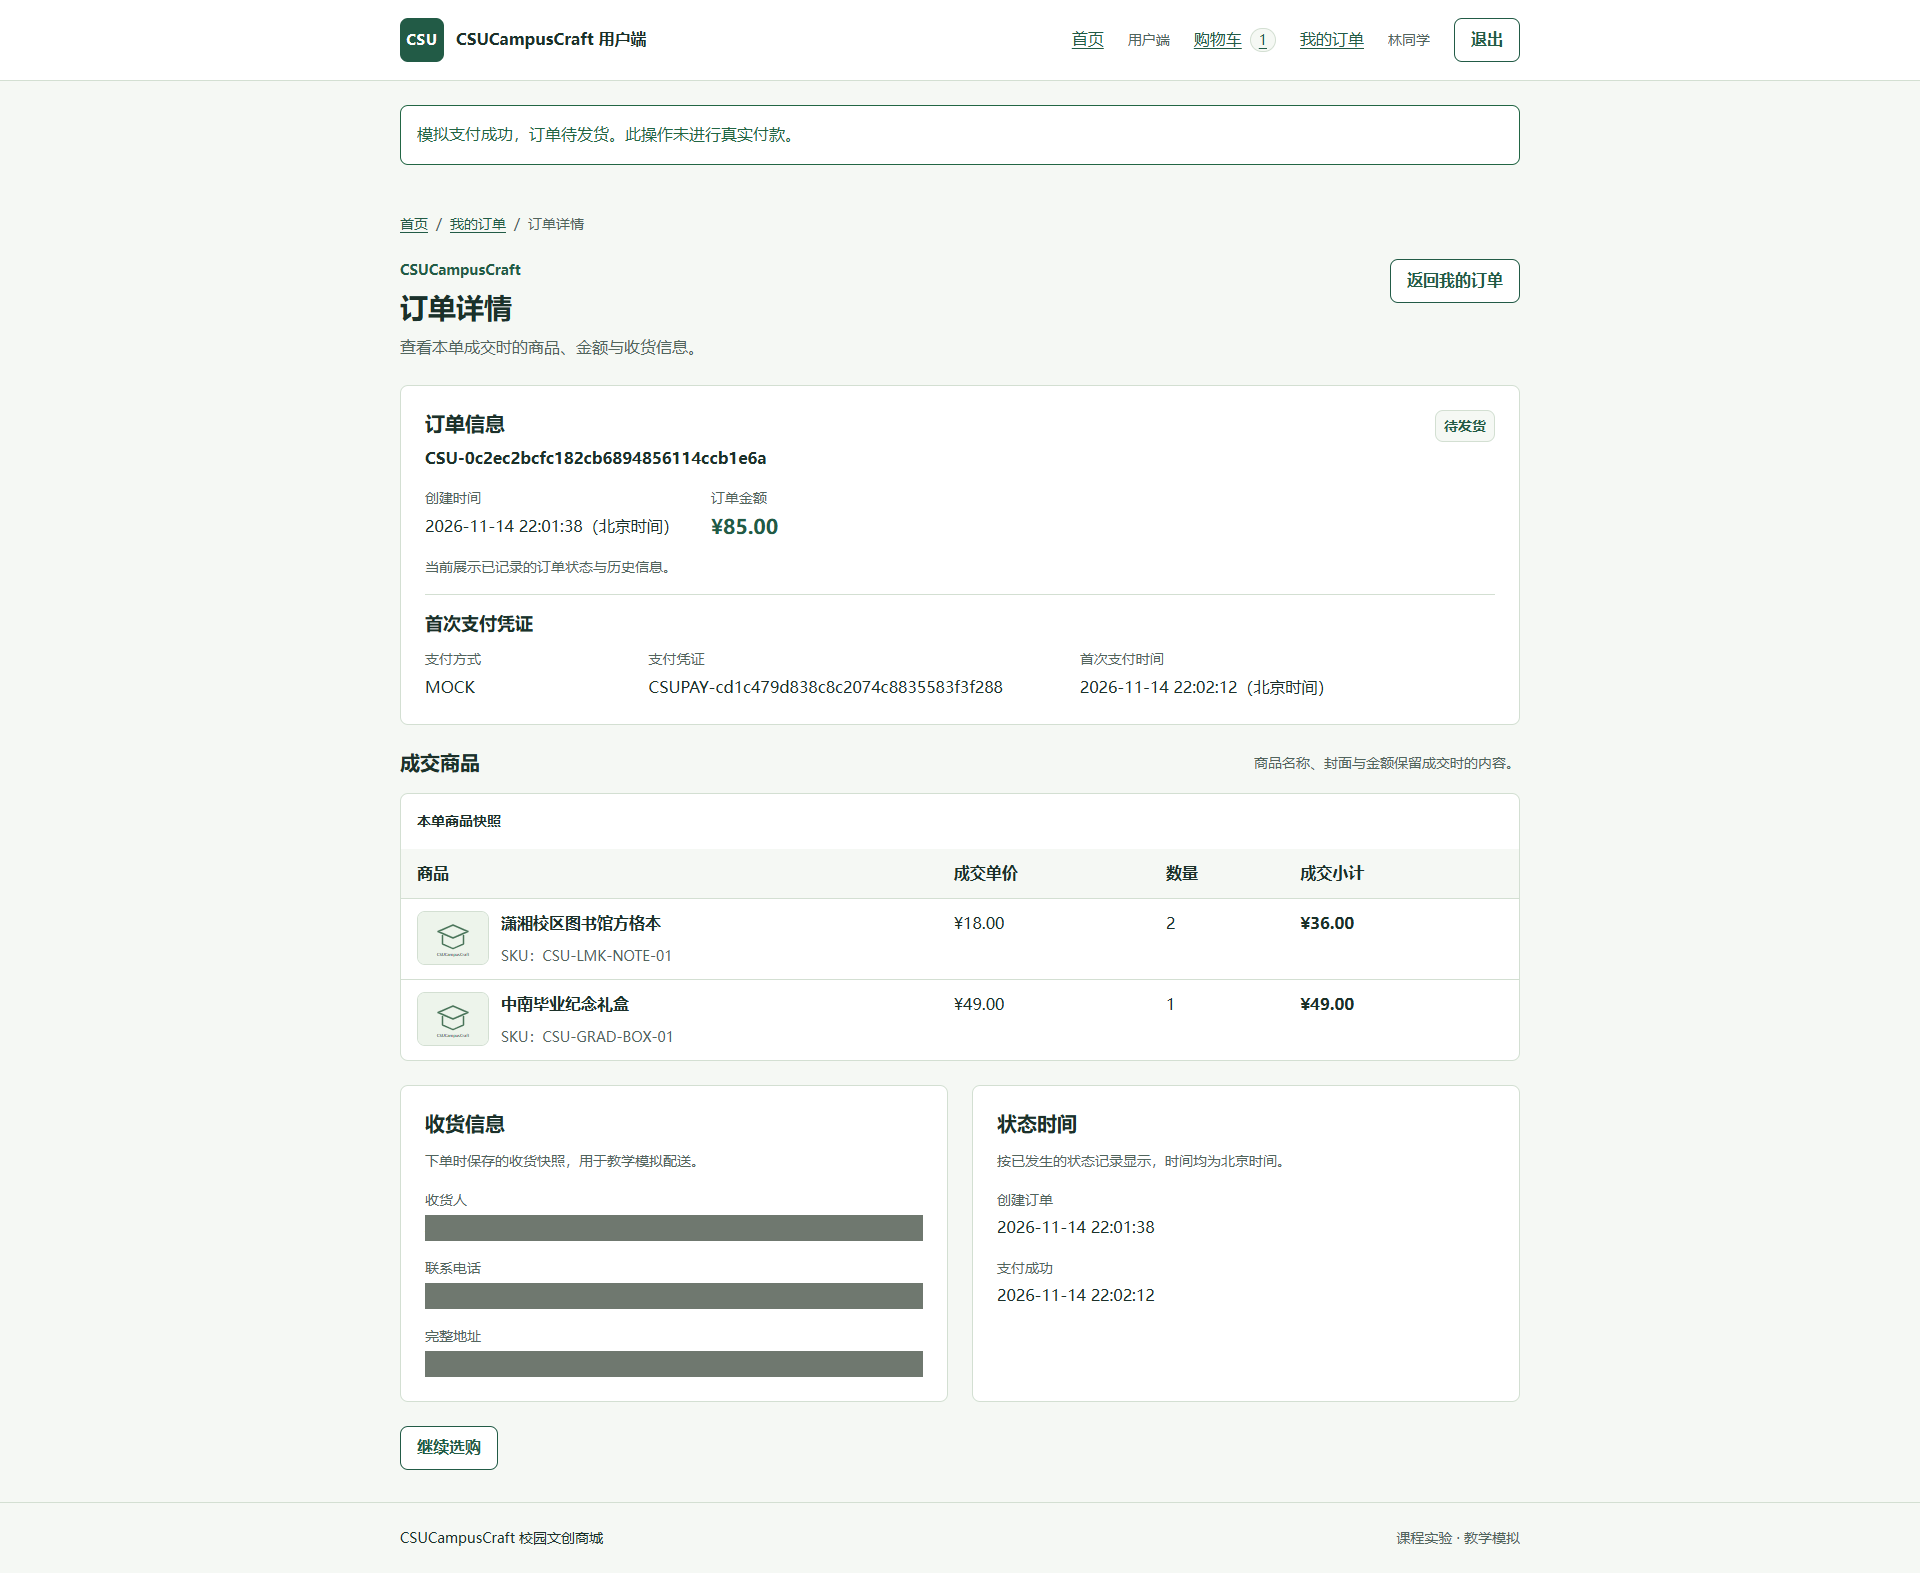 CSU CSUCampusCraft 用户端 首页 用户端 购物车 1 我的订单 林同学 退出
模拟支付成功，订单待发货。此操作未进行真实付款。
首页 / 我的订单 / 订单详情
CSUCampusCraft
返回我的订单
订单详情
查看本单成交时的商品、金额与收货信息。
订单信息
待发货
CSU-0c2ec2bcfc182cb6894856114ccb1e6a
创建时间 订单金额
2026-11-14 22:01:38（北京时间） ¥85.00
当前展示已记录的订单状态与历史信息。
首次支付凭证
支付方式 支付凭证 首次支付时间
MOCK CSUPAY-cd1c479d838c8c2074c8835583f3f288 2026-11-14 22:02:12（北京时间）
成交商品 商品名称、封面与金额保留成交时的内容。
本单商品快照
商品 成交单价 数量 成交小计
潇湘校区图书馆方格本 ¥18.00 2 ¥36.00
CSUCampusCraft
SKU：CSU-LMK-NOTE-01
中南毕业纪念礼盒 ¥49.00 1 ¥49.00
CSUCampusCraft
SKU：CSU-GRAD-BOX-01
收货信息
下单时保存的收货快照，用于教学模拟配送。
收货人
联系电话
完整地址
状态时间
按已发生的状态记录显示，时间均为北京时间。
创建订单
2026-11-14 22:01:38
支付成功
2026-11-14 22:02:12
继续选购
CSUCampusCraft 校园文创商城 课程实验 · 教学模拟